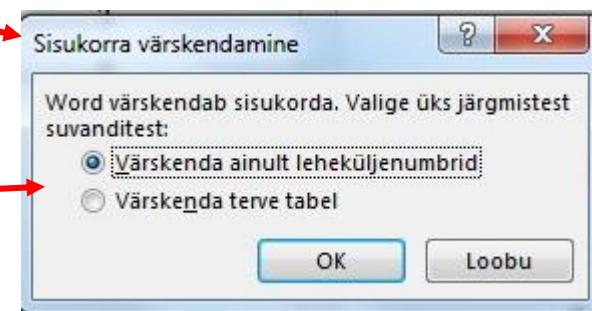 Sisukorra värskendamine
Word värskendab sisukorda. Valige üks järgmistest
suvanditest:
Värskenda ainult leheküljenumbrid
Värskenda terve tabel
OK Loobu